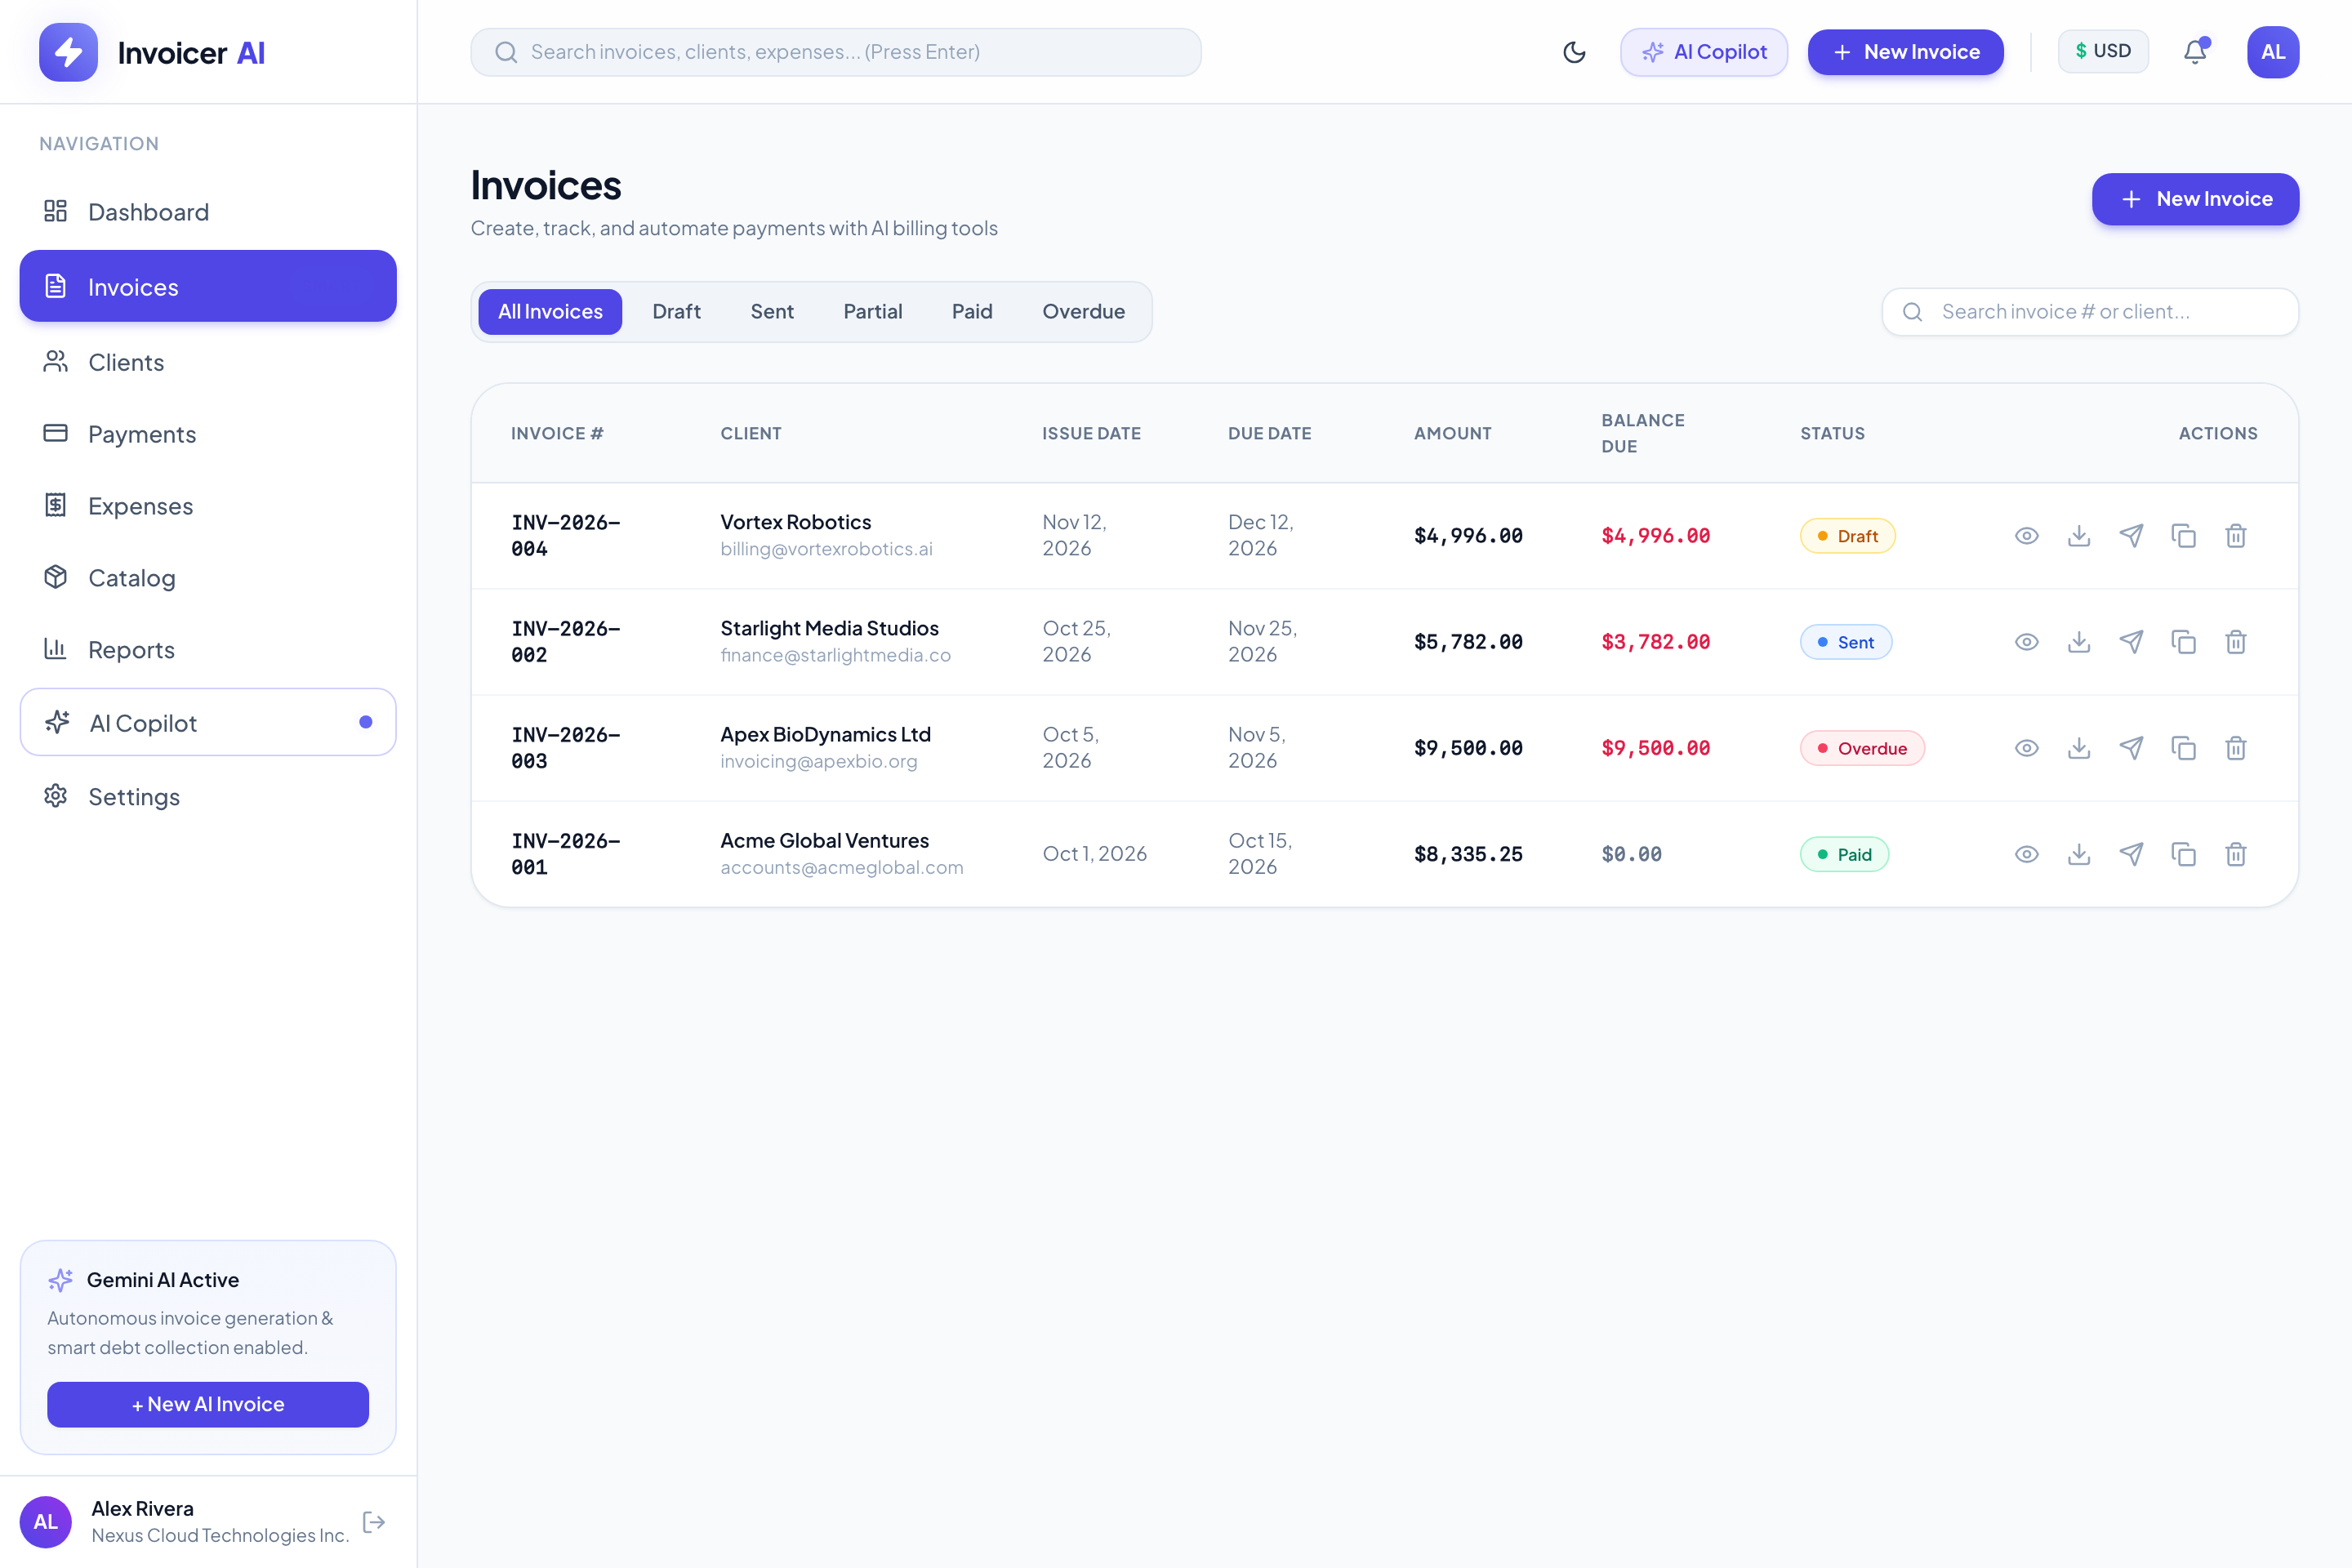 Invoicer AI
Search invoices, clients, expenses... (Press Enter)
AI Copilot
+ New Invoice
$ USD
AL
NAVIGATION
Dashboard
Invoices
Clients
Payments
Expenses
Catalog
Reports
AI Copilot
Settings
Gemini AI Active
Autonomous invoice generation &
smart debt collection enabled.
+ New AI Invoice
AL
Alex Rivera
Nexus Cloud Technologies Inc.
Invoices
Create, track, and automate payments with AI billing tools
+ New Invoice
All Invoices Draft Sent Partial Paid Overdue
Search invoice # or client...
INVOICE # CLIENT ISSUE DATE DUE DATE AMOUNT BALANCE DUE STATUS ACTIONS
INV-2026-
004
Vortex Robotics
billing@vortexrobotics.ai
Nov 12,
2026
Dec 12,
2026
$4,996.00
$4,996.00
Draft
INV-2026-
002
Starlight Media Studios
finance@starlightmedia.co
Oct 25,
2026
Nov 25,
2026
$5,782.00
$3,782.00
Sent
INV-2026-
003
Apex BioDynamics Ltd
invoicing@apexbio.org
Oct 5,
2026
Nov 5,
2026
$9,500.00
$9,500.00
Overdue
INV-2026-
001
Acme Global Ventures
accounts@acmeglobal.com
Oct 1, 2026
Oct 15,
2026
$8,335.25
$0.00
Paid